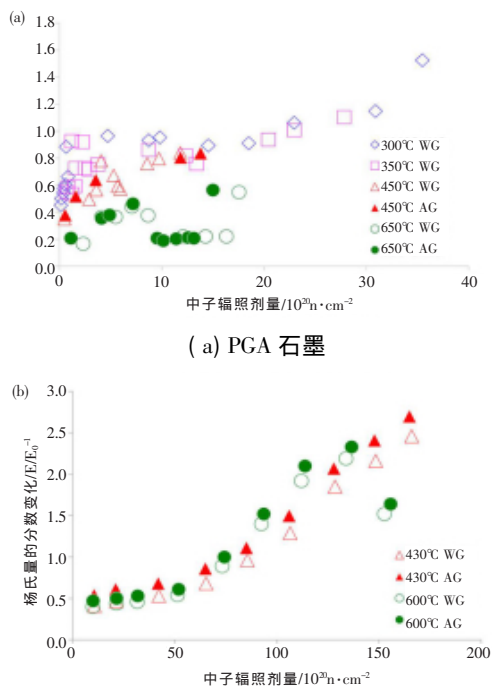 (a)
1.8
1.6
1.4
1.2
1.0
0.8
0.6
0.4
0.2
0.0
0
10
20
30
40
300℃ WG
350℃ WG
450℃ WG
450℃ AG
650℃ WG
650℃ AG
中子辐照剂量/10²⁰n·cm⁻²
( a) PGA 石墨
(b)
杨氏量的分数变化/E/E₀⁻¹
3.0
2.5
2.0
1.5
1.0
0.5
0.0
0
50
100
150
200
430℃ WG
430℃ AG
600℃ WG
600℃ AG
中子辐照剂量/10²⁰n·cm⁻²